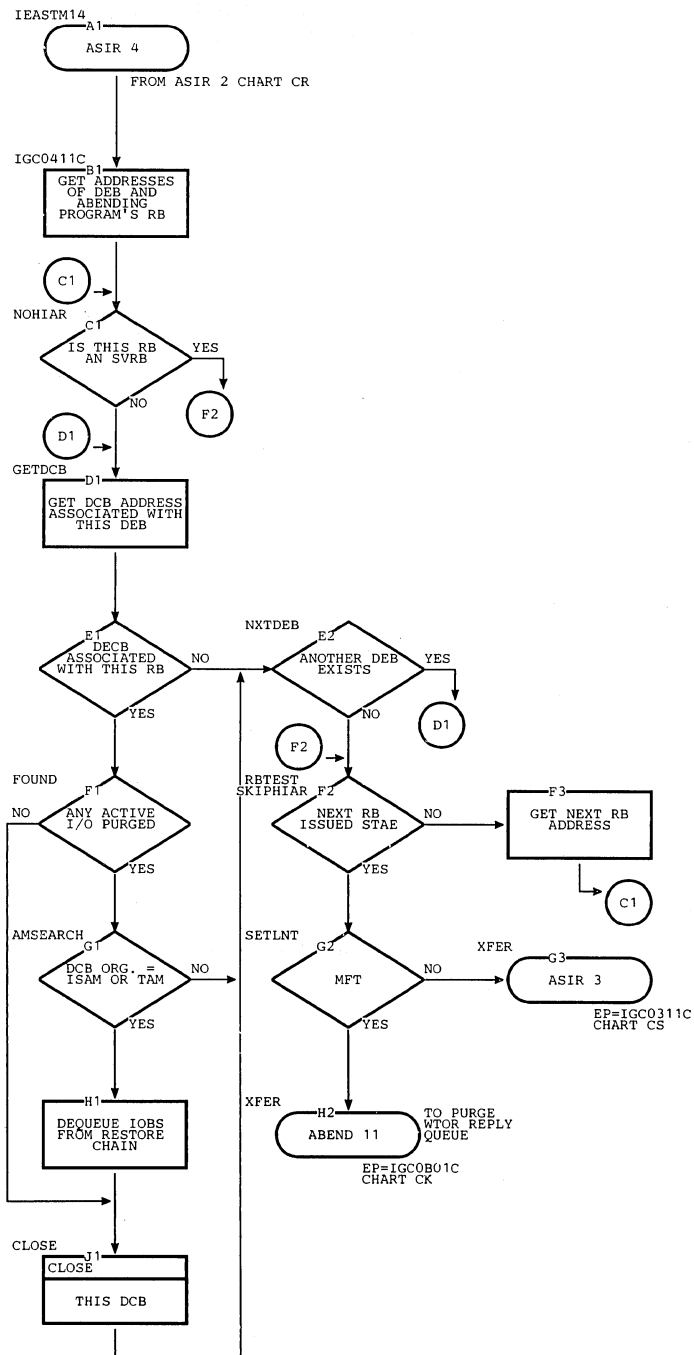 IEASTM14
A1
ASIR 4
FROM ASIR 2 CHART CR
IGC0411C
B1
GET ADDRESSES
OF DEB AND
ABENDING
PROGRAM'S RB
C1
NOHIAR
C1
IS THIS RB
AN SVRB
YES
NO
F2
D1
GETDCB
D1
GET DCB ADDRESS
ASSOCIATED WITH
THIS DEB
E1
DECB
ASSOCIATED
WITH THIS RB
NO
YES
NXTDEB
E2
ANOTHER DEB
EXISTS
YES
NO
D1
F2
FOUND
F1
ANY ACTIVE
I/O PURGED
NO
YES
RBTEST
SKIPHIAR
F2
NEXT RB
ISSUED STAE
NO
YES
F3
GET NEXT RB
ADDRESS
C1
AMSEARCH
G1
DCB ORG. =
ISAM OR TAM
NO
YES
SETLNT
G2
MFT
NO
YES
XFER
G3
ASIR 3
EP=IGC0311C
CHART CS
H1
DEQUEUE IOBS
FROM RESTORE
CHAIN
XFER
H2
ABEND 11
TO PURGE
WTOR REPLY
QUEUE
EP=IGC0B01C
CHART CK
CLOSE
J1
CLOSE
THIS DCB